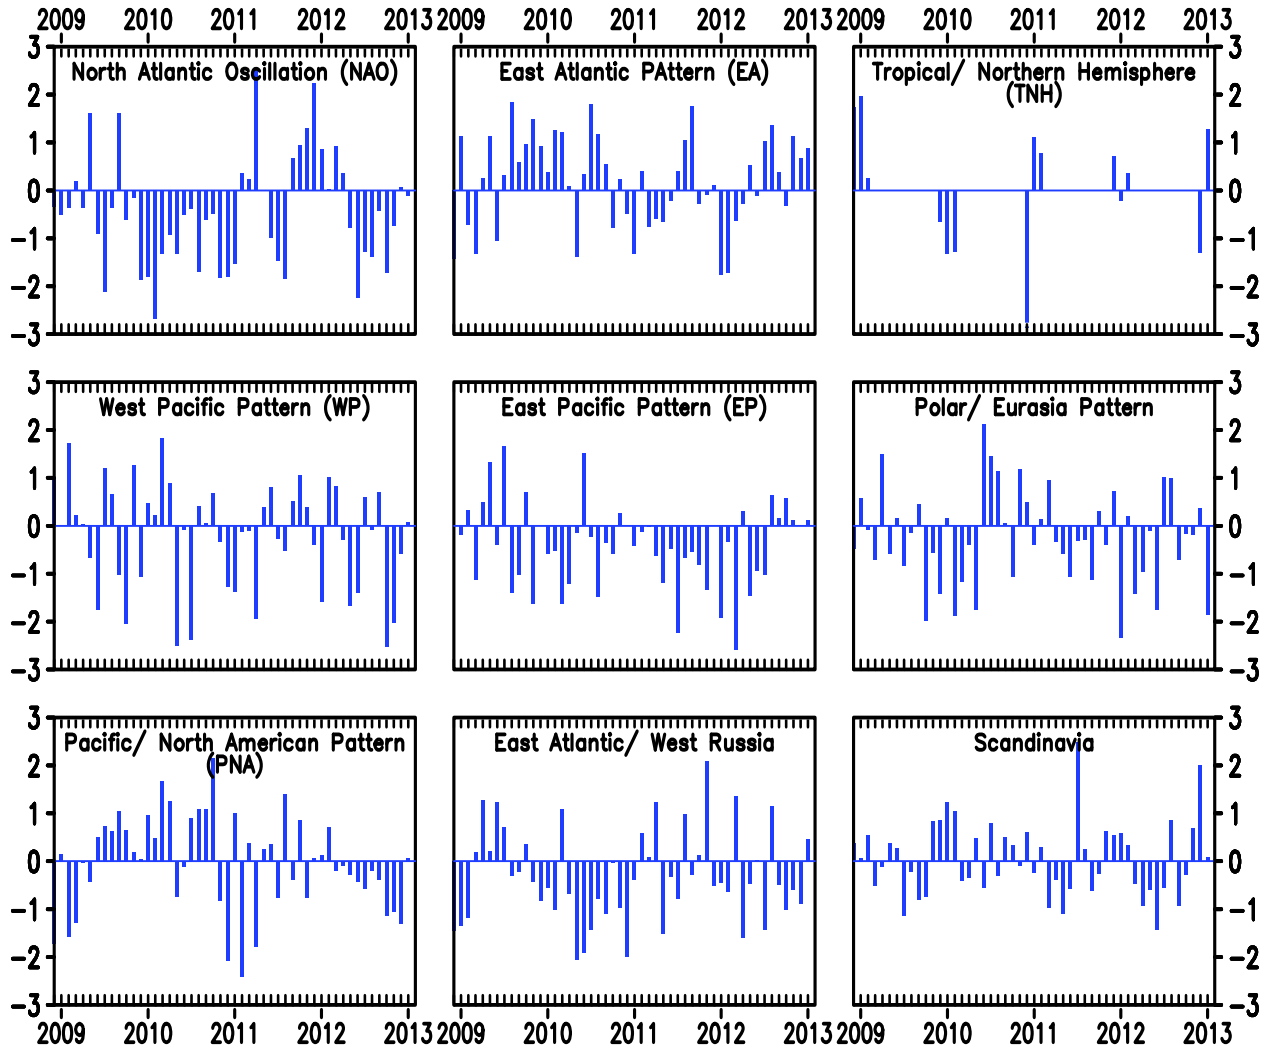 2009 2010 2011 2012 2013 2009 2010 2011 2012 2013 2009 2010 2011 2012 2013
North Atlantic Oscillation (NAO)
East Atlantic PAttern (EA)
Tropical/ Northern Hemisphere
(TNH)
3 2 1 0 -1 -2 -3
3 2 1 0 -1 -2 -3
West Pacific Pattern (WP)
East Pacific Pattern (EP)
Polar/ Eurasia Pattern
3 2 1 0 -1 -2 -3
3 2 1 0 -1 -2 -3
Pacific/ North American Pattern
(PNA)
East Atlantic/ West Russia
Scandinavia
3 2 1 0 -1 -2 -3
3 2 1 0 -1 -2 -3
2009 2010 2011 2012 2013 2009 2010 2011 2012 2013 2009 2010 2011 2012 2013